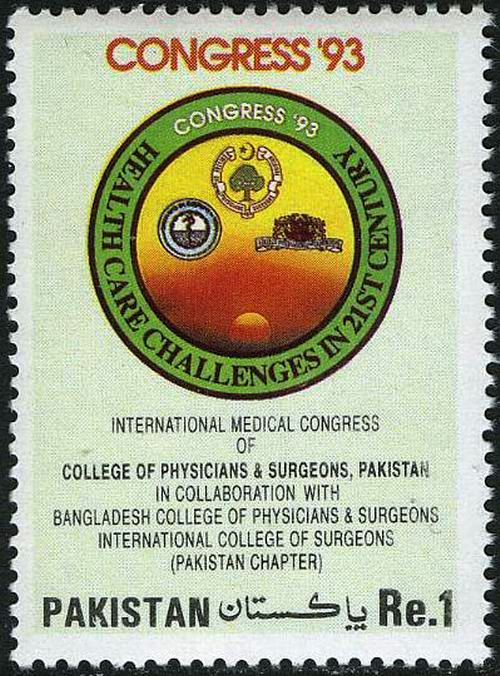 CONGRESS '93
CONGRESS '93
HEALTH CARE CHALLENGES IN 21ST CENTURY
INTERNATIONAL MEDICAL CONGRESS
OF
COLLEGE OF PHYSICIANS & SURGEONS, PAKISTAN
IN COLLABORATION WITH
BANGLADESH COLLEGE OF PHYSICIANS & SURGEONS
INTERNATIONAL COLLEGE OF SURGEONS
(PAKISTAN CHAPTER)
PAKISTAN پاکستان Re.1